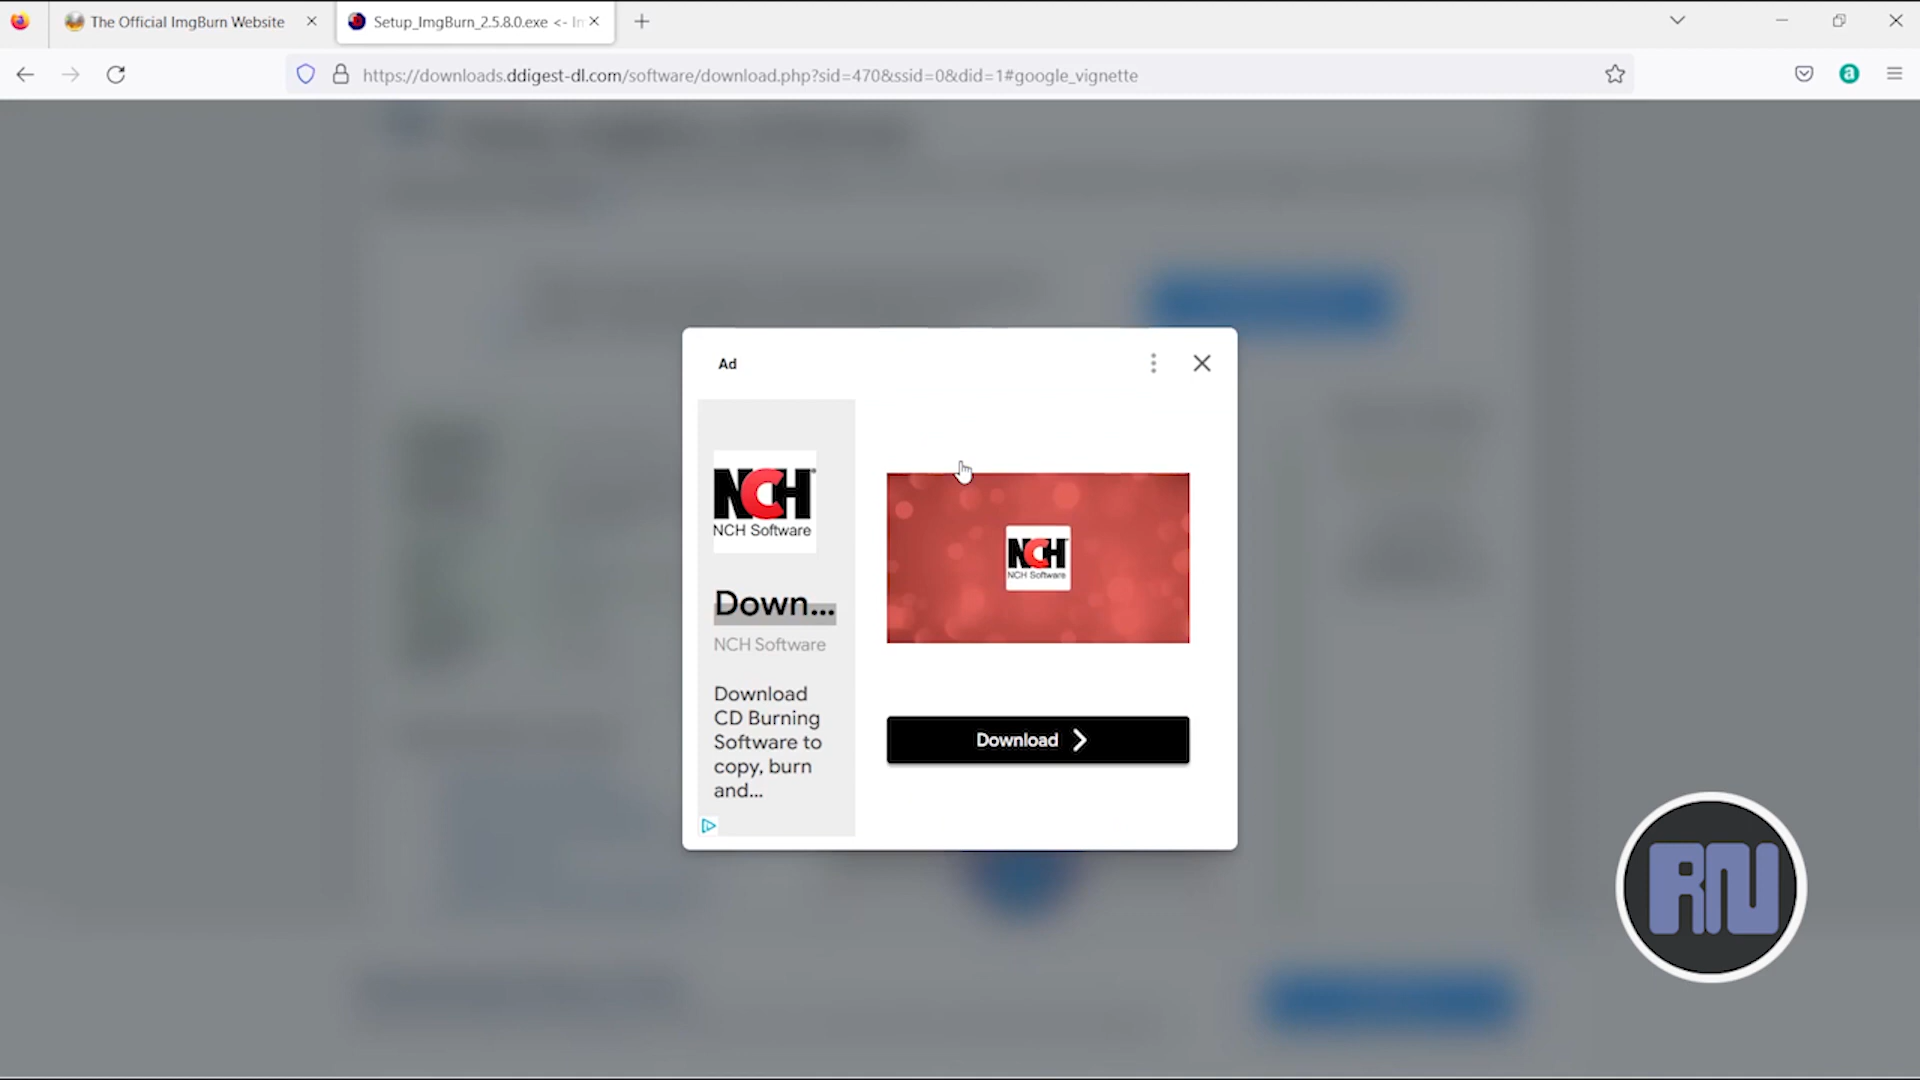 The Official ImgBurn Website
Setup_ImgBurn_2.5.8.0.exe <- In
https://downloads.ddigest-dl.com/software/download.php?sid=470&ssid=0&did=1#google_vignette
a
Ad
NCH
NCH Software
Down...
NCH Software
Download
CD Burning
Software to
copy, burn
and...
NCH
NCH Software
Download
RN